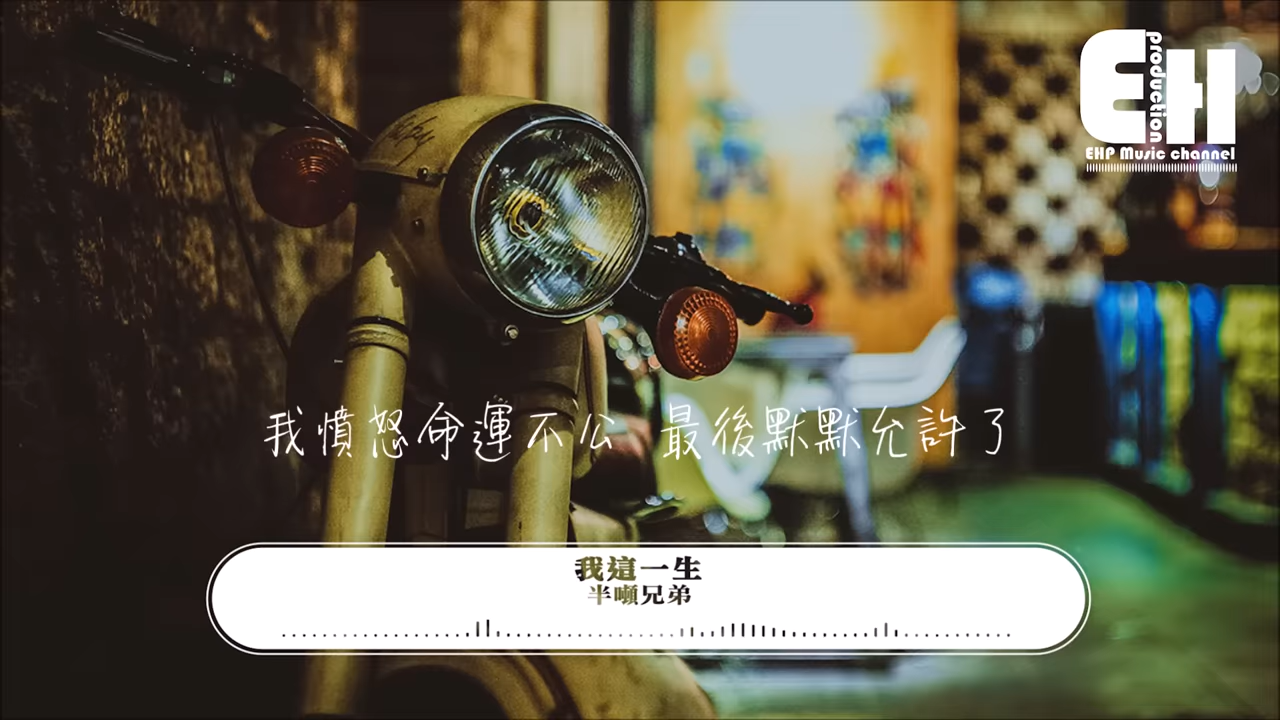 EH
production
EHP Music channel
我憤怒命運不公 最後默默允許了
我這一生
半噸兄弟